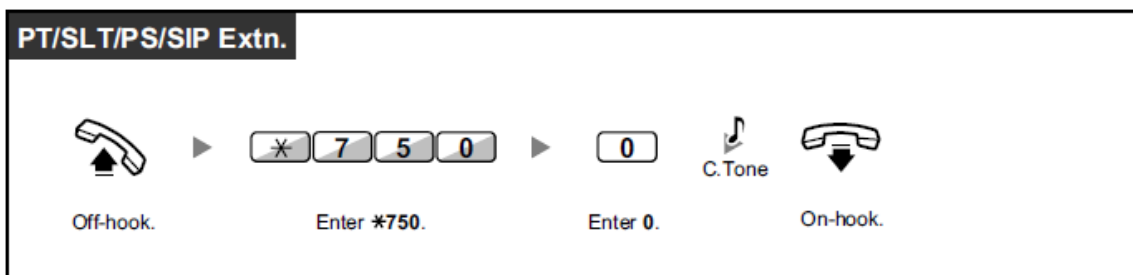 PT/SLT/PS/SIP Extn.
* 7 5 0 0
C.Tone
Off-hook. Enter *750. Enter 0. On-hook.